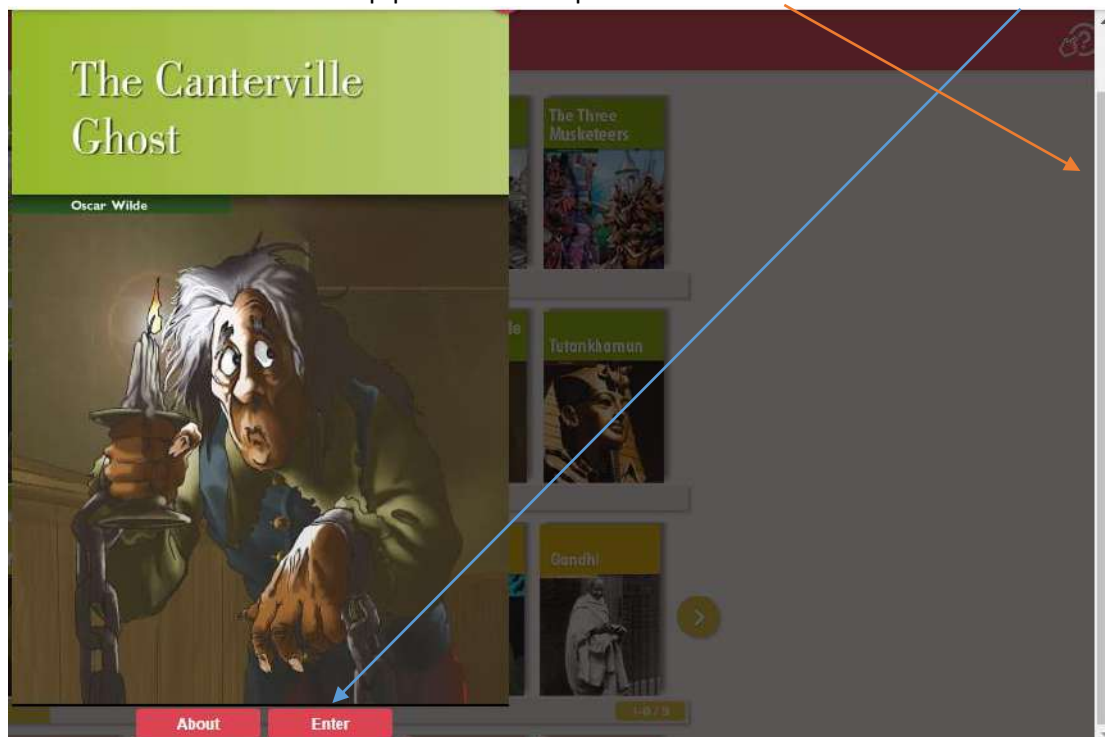 The Canterville
Ghost
Oscar Wilde
The Three
Musketeers
Tutankhamun
Gandhi
About
Enter